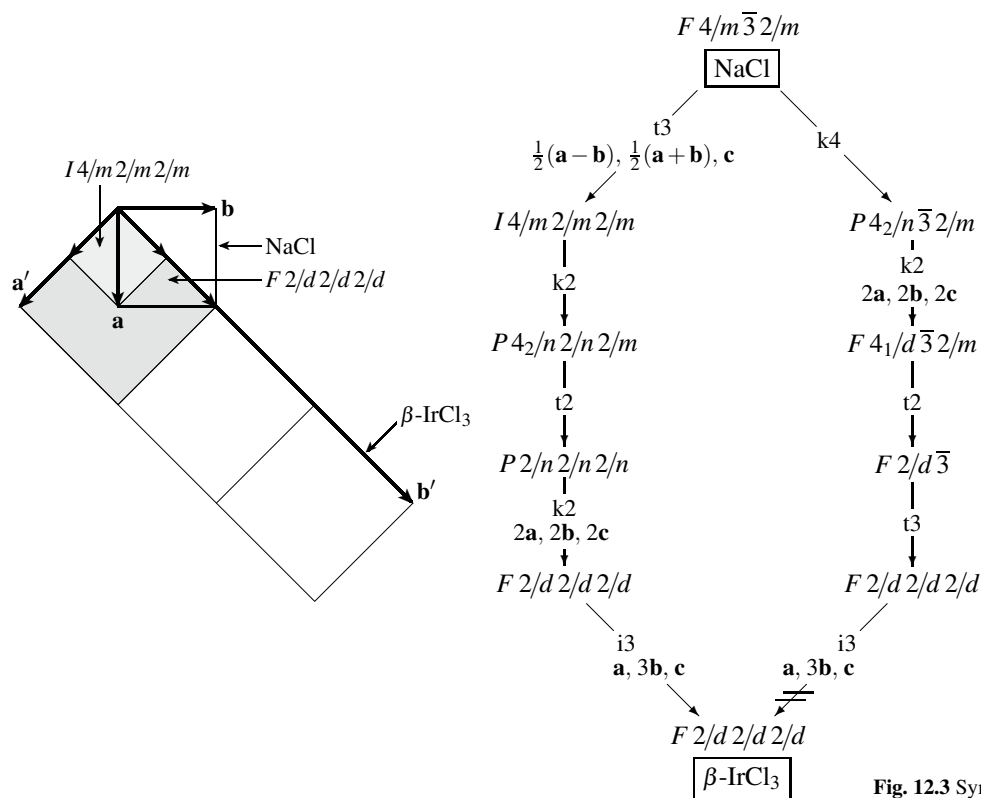 I 4/m 2/m 2/m
b
NaCl
F 2/d 2/d 2/d
a′
a
β-IrCl₃
b′
F 4/m 3̅ 2/m
NaCl
t3
½(a − b), ½(a + b), c
k4
I 4/m 2/m 2/m
P 4₂/n 3̅ 2/m
k2
k2
2a, 2b, 2c
P 4₂/n 2/n 2/m
F 4₁/d 3̅ 2/m
t2
t2
P 2/n 2/n 2/n
F 2/d 3̅
k2
2a, 2b, 2c
t3
F 2/d 2/d 2/d
F 2/d 2/d 2/d
i3
a, 3b, c
i3
a, 3b, c
F 2/d 2/d 2/d
β-IrCl₃
Fig. 12.3 Syr